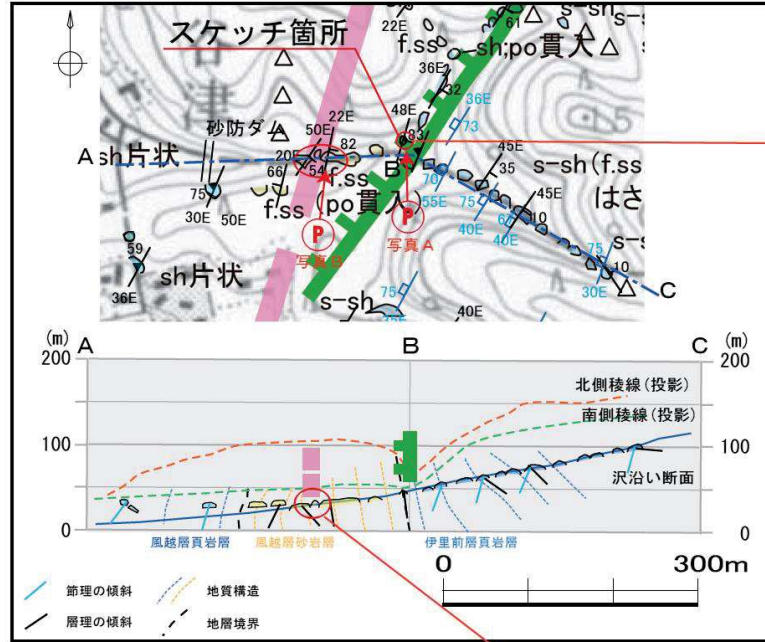 スケッチ箇所
22E
f.ss
61
s-sh
sh;po貫入
36E
32
36E
73
15
砂防ダム
22E
50E
20E
82
48E
83
A
sh片状
66
54
f.ss
B
70
55E
45E
35
s-sh(f.ss
はさ
45E
75
30E
50E
f.ss
(po貫入)
75
40E
67
40E
10
P
写真B
P
写真A
75
10
30E
59
36E
sh片状
s-sh
75
40E
C
(m)
A
B
C
(m)
200
200
北側稜線(投影)
南側稜線(投影)
100
100
沢沿い断面
0
0
風越層頁岩層
風越層砂岩層
伊里前層頁岩層
0
300m
節理の傾斜
地質構造
層理の傾斜
地層境界